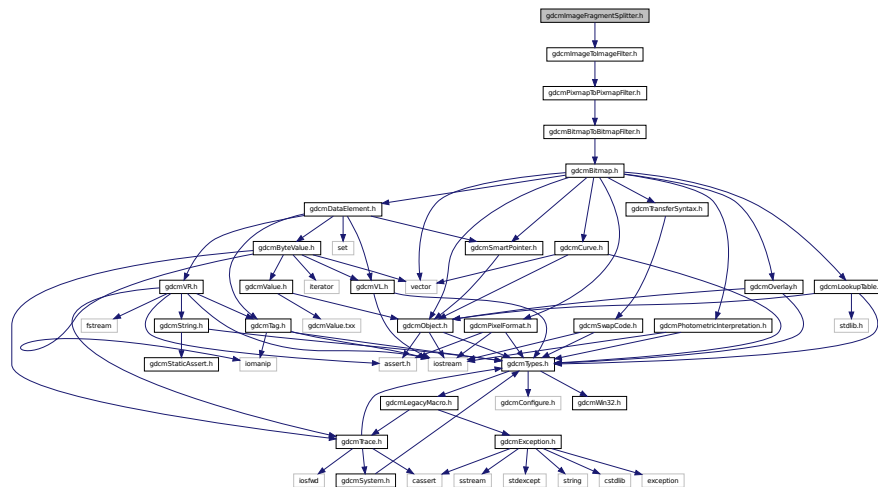 gdcmImageFragmentSplitter.h
gdcmImageToImageFilter.h
gdcmPixmapToPixmapFilter.h
gdcmBitmapToBitmapFilter.h
gdcmBitmap.h
gdcmDataElement.h
gdcmTransferSyntax.h
gdcmByteValue.h
set
gdcmSmartPointer.h
gdcmCurve.h
gdcmVR.h
gdcmValue.h
iterator
gdcmVL.h
vector
gdcmOverlay.h
gdcmLookupTable.
fstream
gdcmString.h
gdcmTag.h
gdcmValue.txx
gdcmObject.h
gdcmPixelFormat.h
gdcmSwapCode.h
gdcmPhotometricInterpretation.h
stdlib.h
gdcmStaticAssert.h
iomanip
assert.h
iostream
gdcmTypes.h
gdcmLegacyMacro.h
gdcmConfigure.h
gdcmWin32.h
gdcmTrace.h
gdcmException.h
iosfwd
gdcmSystem.h
cassert
sstream
stdexcept
string
cstdlib
exception